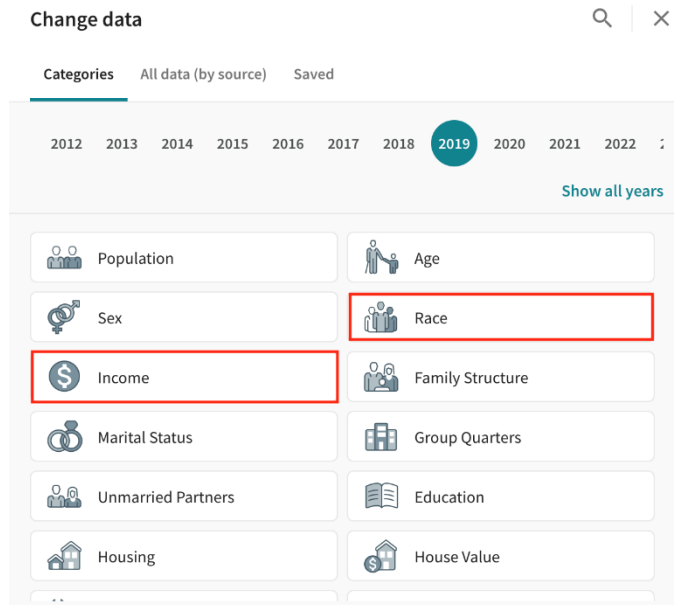 Change data
Categories All data (by source) Saved
2012 2013 2014 2015 2016 2017 2018 2019 2020 2021 2022
Show all years
Population Age
Sex Race
$ Income Family Structure
Marital Status Group Quarters
Unmarried Partners Education
Housing $ House Value